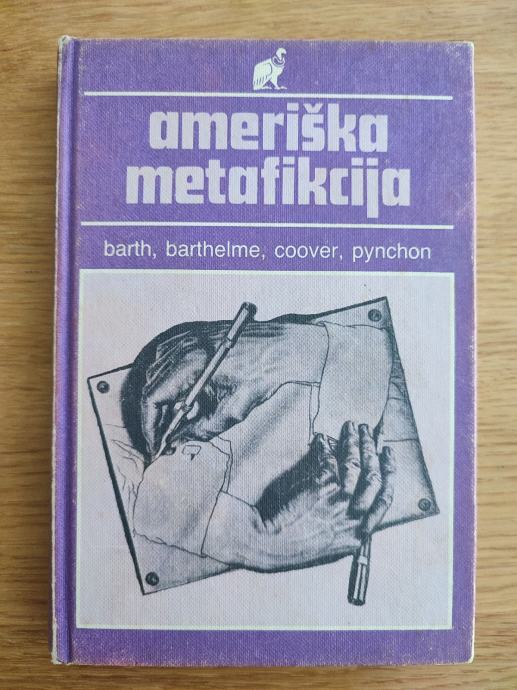 ameriška
metafikcija
barth, barthelme, coover, pynchon